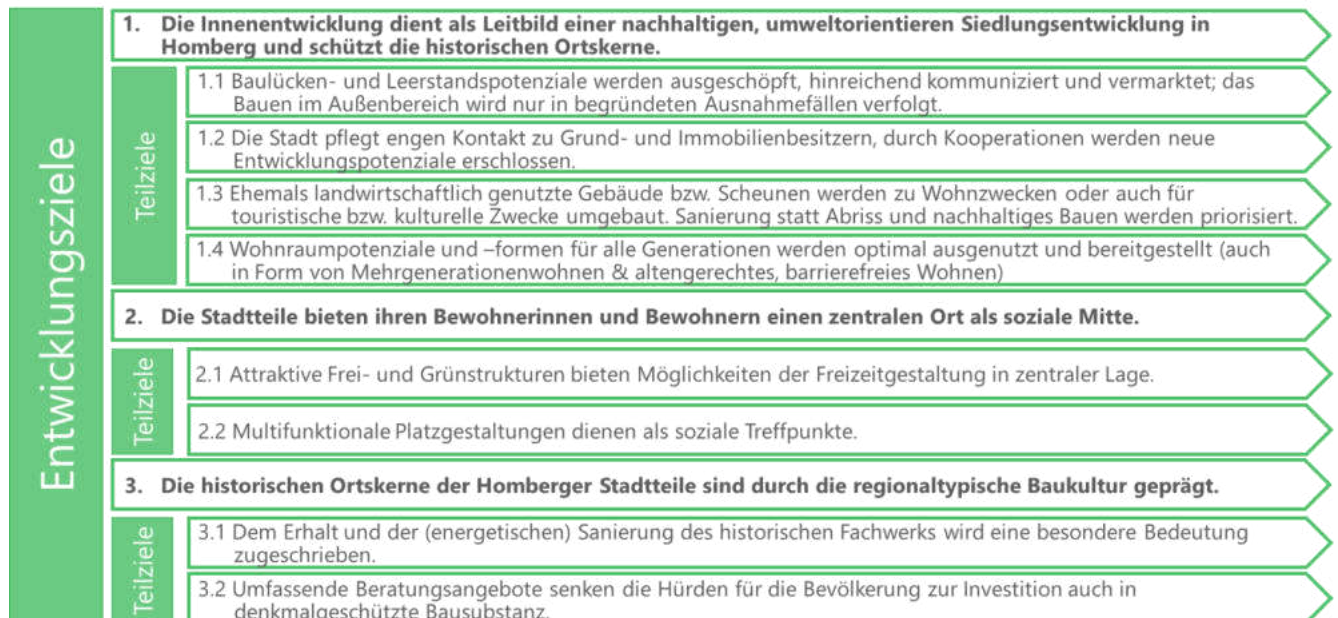 Entwicklungsziele
1. Die Innenentwicklung dient als Leitbild einer nachhaltigen, umweltorientieren Siedlungsentwicklung in
Homberg und schützt die historischen Ortskerne.
Teilziele
1.1 Baulücken- und Leerstandspotenziale werden ausgeschöpft, hinreichend kommuniziert und vermarktet; das
Bauen im Außenbereich wird nur in begründeten Ausnahmefällen verfolgt.
1.2 Die Stadt pflegt engen Kontakt zu Grund- und Immobilienbesitzern, durch Kooperationen werden neue
Entwicklungspotenziale erschlossen.
1.3 Ehemals landwirtschaftlich genutzte Gebäude bzw. Scheunen werden zu Wohnzwecken oder auch für
touristische bzw. kulturelle Zwecke umgebaut. Sanierung statt Abriss und nachhaltiges Bauen werden priorisiert.
1.4 Wohnraumpotenziale und –formen für alle Generationen werden optimal ausgenutzt und bereitgestellt (auch
in Form von Mehrgenerationenwohnen & altengerechtes, barrierefreies Wohnen)
2. Die Stadtteile bieten ihren Bewohnerinnen und Bewohnern einen zentralen Ort als soziale Mitte.
Teilziele
2.1 Attraktive Frei- und Grünstrukturen bieten Möglichkeiten der Freizeitgestaltung in zentraler Lage.
2.2 Multifunktionale Platzgestaltungen dienen als soziale Treffpunkte.
3. Die historischen Ortskerne der Homberger Stadtteile sind durch die regionaltypische Baukultur geprägt.
Teilziele
3.1 Dem Erhalt und der (energetischen) Sanierung des historischen Fachwerks wird eine besondere Bedeutung
zugeschrieben.
3.2 Umfassende Beratungsangebote senken die Hürden für die Bevölkerung zur Investition auch in
denkmalgeschützte Bausubstanz.